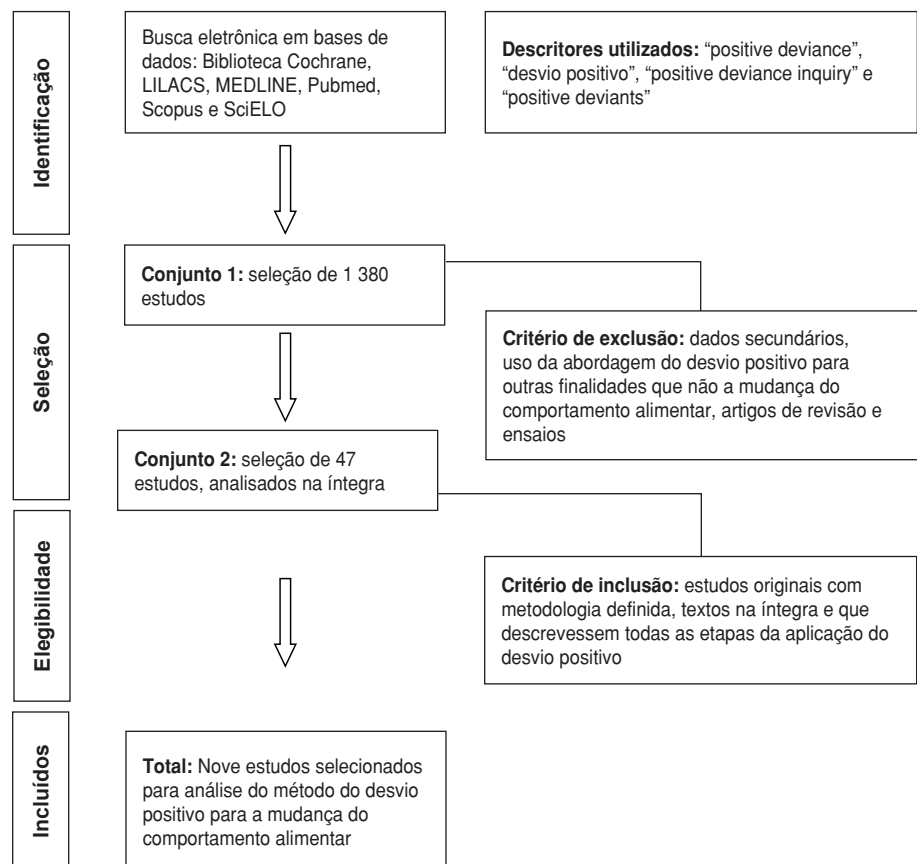 Identificação
Busca eletrônica em bases de
dados: Biblioteca Cochrane,
LILACS, MEDLINE, Pubmed,
Scopus e SciELO
Descritores utilizados: “positive deviance”,
“desvio positivo”, “positive deviance inquiry” e
“positive deviants”
Seleção
Conjunto 1: seleção de 1 380
estudos
Critério de exclusão: dados secundários,
uso da abordagem do desvio positivo para
outras finalidades que não a mudança do
comportamento alimentar, artigos de revisão e
ensaios
Conjunto 2: seleção de 47
estudos, analisados na íntegra
Elegibilidade
Critério de inclusão: estudos originais com
metodologia definida, textos na íntegra e que
descrevessem todas as etapas da aplicação do
desvio positivo
Incluídos
Total: Nove estudos selecionados
para análise do método do desvio
positivo para a mudança do
comportamento alimentar